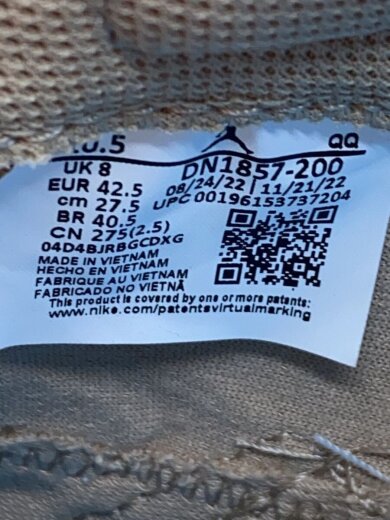 QQ
UK 8
EUR 42.5
cm 27.5
BR 40.5
CN 275(2.5)
04D4BJRBGCDXG
MADE IN VIETNAM
HECHO EN VIETNAM
FABRIQUE AU VIETNAM
FABRICADO NO VIETNÃ
DN1857-200
08/24/22 | 11/21/22
UPC 00196153737204
This product is covered by one or more patents:
www.nike.com/patentsvirtualmarking